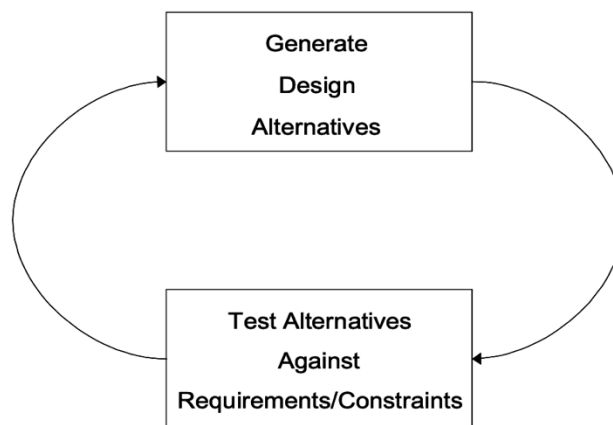 Generate
Design
Alternatives
Test Alternatives
Against
Requirements/Constraints